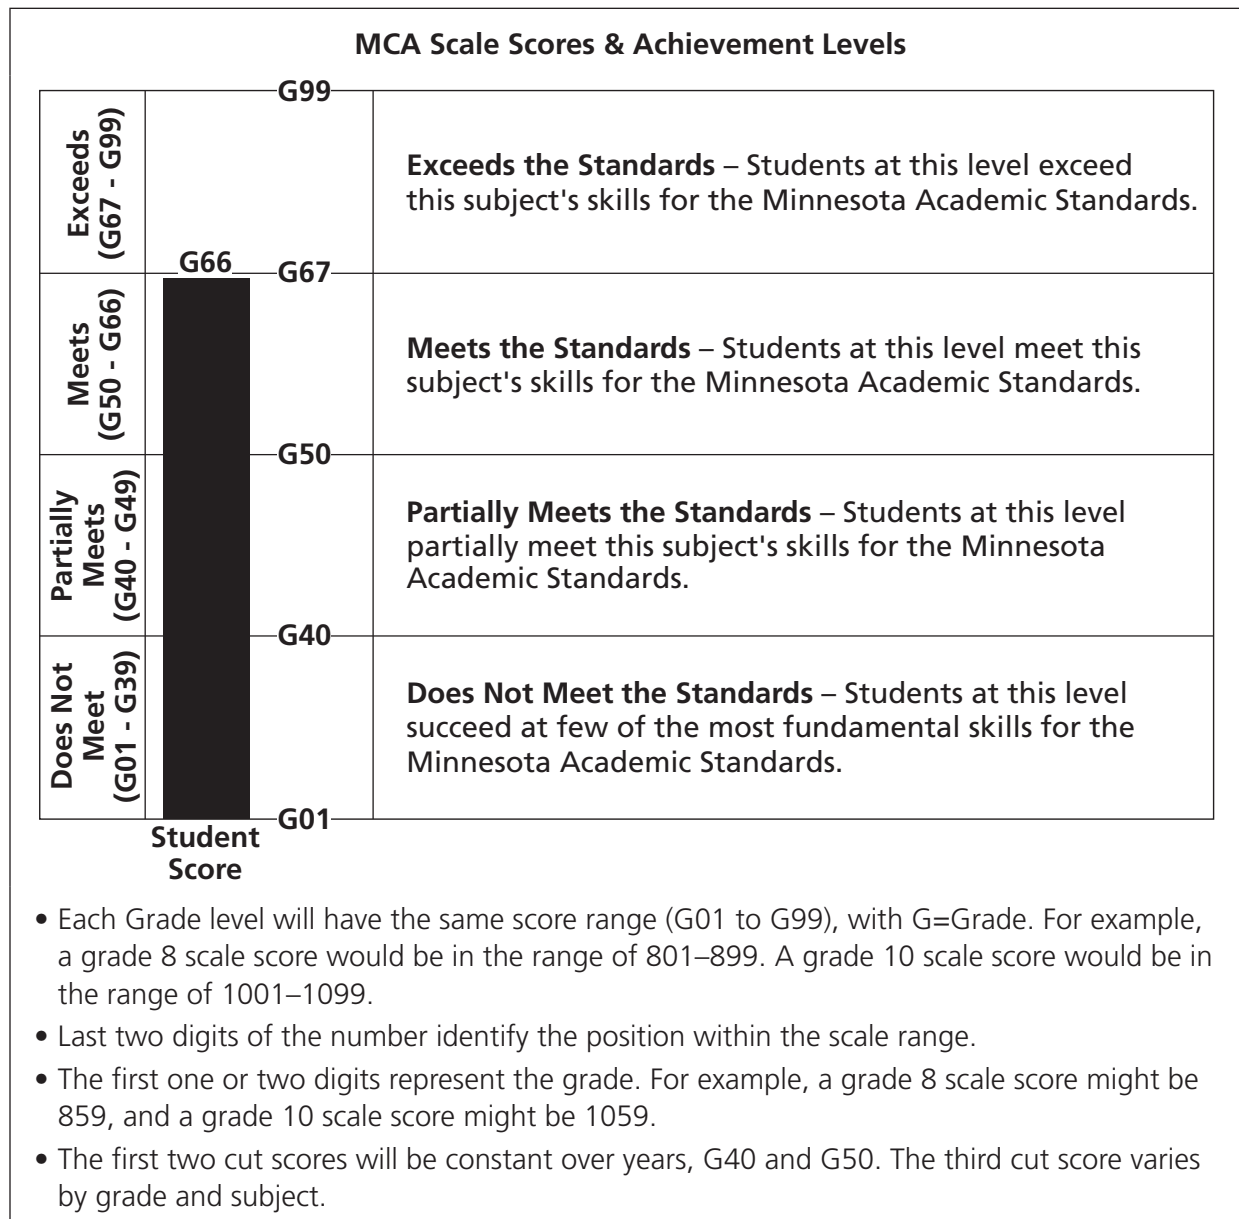 MCA Scale Scores & Achievement Levels
G99
Exceeds
(G67 - G99)
Exceeds the Standards – Students at this level exceed
this subject's skills for the Minnesota Academic Standards.
G66
G67
Meets
(G50 - G66)
Meets the Standards – Students at this level meet this
subject's skills for the Minnesota Academic Standards.
G50
Partially
Meets
(G40 - G49)
Partially Meets the Standards – Students at this level
partially meet this subject's skills for the Minnesota
Academic Standards.
G40
Does Not
Meet
(G01 - G39)
Does Not Meet the Standards – Students at this level
succeed at few of the most fundamental skills for the
Minnesota Academic Standards.
G01
Student
Score
• Each Grade level will have the same score range (G01 to G99), with G=Grade. For example,
a grade 8 scale score would be in the range of 801–899. A grade 10 scale score would be in
the range of 1001–1099.
• Last two digits of the number identify the position within the scale range.
• The first one or two digits represent the grade. For example, a grade 8 scale score might be
859, and a grade 10 scale score might be 1059.
• The first two cut scores will be constant over years, G40 and G50. The third cut score varies
by grade and subject.